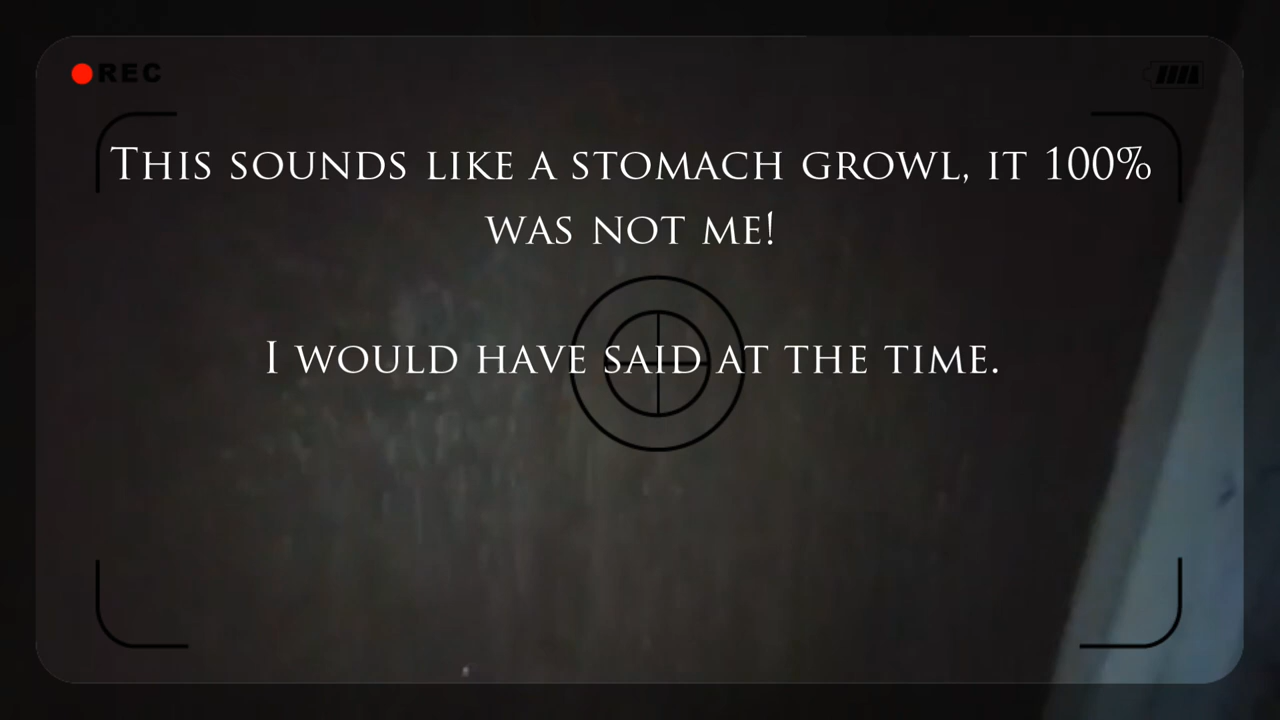 REC
This sounds like a stomach growl, it 100%
was not me!
I would have said at the time.